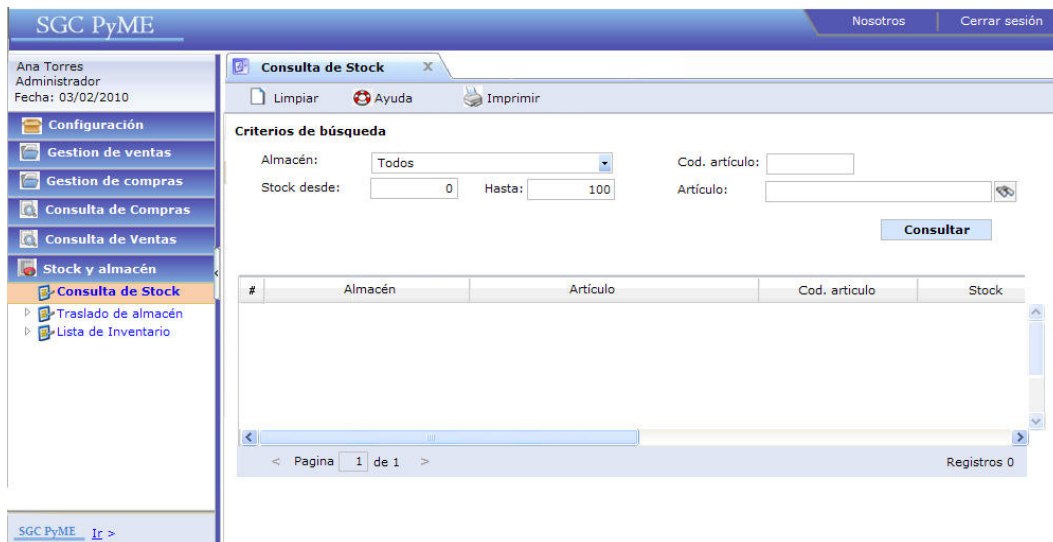 SGC PyME
Nosotros
Cerrar sesión
Ana Torres
Administrador
Fecha: 03/02/2010
Configuración
Gestion de ventas
Gestion de compras
Consulta de Compras
Consulta de Ventas
Stock y almacén
Consulta de Stock
Traslado de almacén
Lista de Inventario
SGC PyME Ir >
Consulta de Stock x
Limpiar Ayuda Imprimir
Criterios de búsqueda
Almacén: Todos Cod. artículo:
Stock desde: 0 Hasta: 100 Artículo:
Consultar
# Almacén Artículo Cod. articulo Stock
< Pagina 1 de 1 > Registros 0